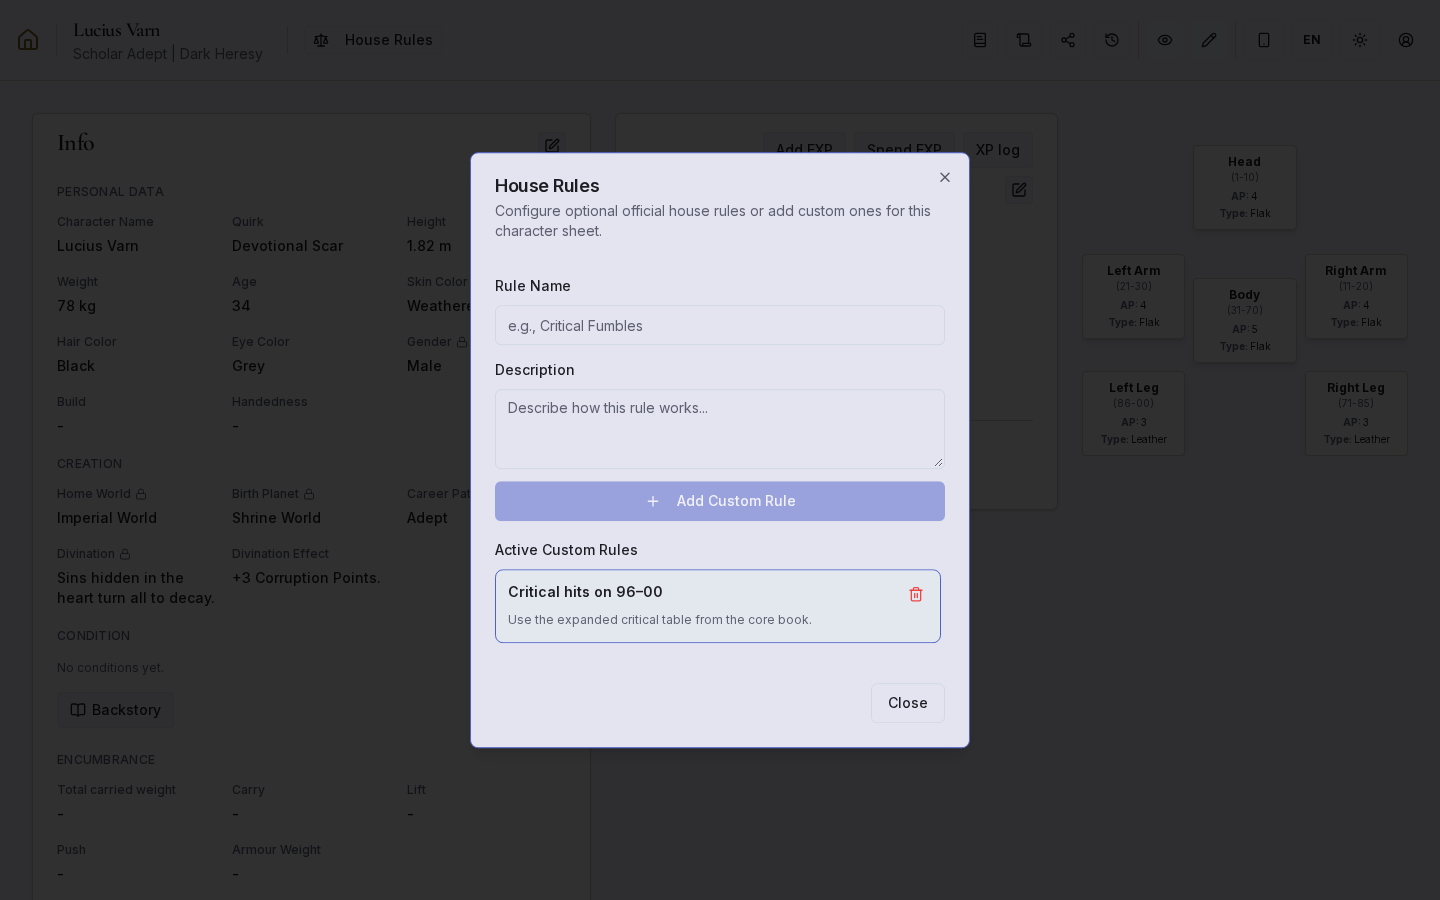 Lucius Varn
Scholar Adept | Dark Heresy
House Rules
EN
Info
PERSONAL DATA
Character Name
Quirk
Height
Lucius Varn
Devotional Scar
1.82 m
Weight
Age
Skin Color
78 kg
34
Hair Color
Eye Color
Gender
Black
Grey
Male
Build
Handedness
-
-
CREATION
Home World
Birth Planet
Imperial World
Shrine World
Adept
Divination
Divination Effect
Sins hidden in the
heart turn all to decay.
+3 Corruption Points.
CONDITION
No conditions yet.
Backstory
ENCUMBRANCE
Total carried weight
Carry
Lift
-
-
-
Push
Armour Weight
-
-
Add EXP
Spend EXP
XP log
House Rules
Configure optional official house rules or add custom ones for this
character sheet.
Rule Name
e.g., Critical Fumbles
Description
Describe how this rule works...
Add Custom Rule
Active Custom Rules
Critical hits on 96–00
Use the expanded critical table from the core book.
Close
Head
(1-10)
AP: 4
Type: Flak
Left Arm
(21-30)
AP: 4
Type: Flak
Body
(31-70)
AP: 5
Type: Flak
Right Arm
(11-20)
AP: 4
Type: Flak
Left Leg
(66-00)
AP: 3
Type: Leather
Right Leg
(71-85)
AP: 3
Type: Leather